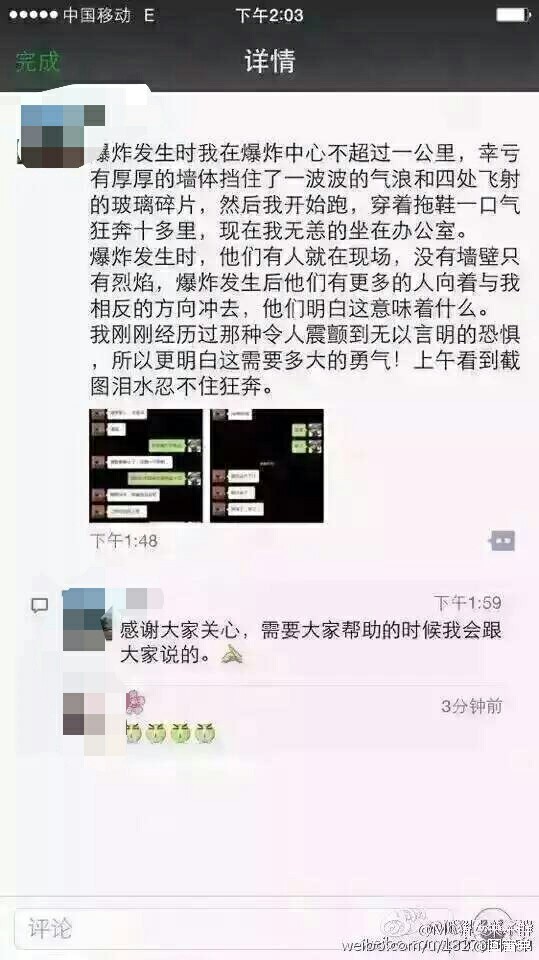 中国移动 E
下午2:03
完成
详情
爆炸发生时我在爆炸中心不超过一公里，幸亏
有厚厚的墙体挡住了一波波的气浪和四处飞射
的玻璃碎片，然后我开始跑，穿着拖鞋一口气
狂奔十多里，现在我无恙的坐在办公室。
爆炸发生时，他们有人就在现场，没有墙壁只
有烈焰，爆炸发生后他们有更多的人向着与我
相反的方向冲去，他们明白这意味着什么。
我刚刚经历过那种令人震颤到无以言明的恐惧
，所以更明白这需要多大的勇气！上午看到截
图泪水忍不住狂奔。
下午1:48
下午1:59
感谢大家关心，需要大家帮助的时候我会跟
大家说的。
3分钟前
评论